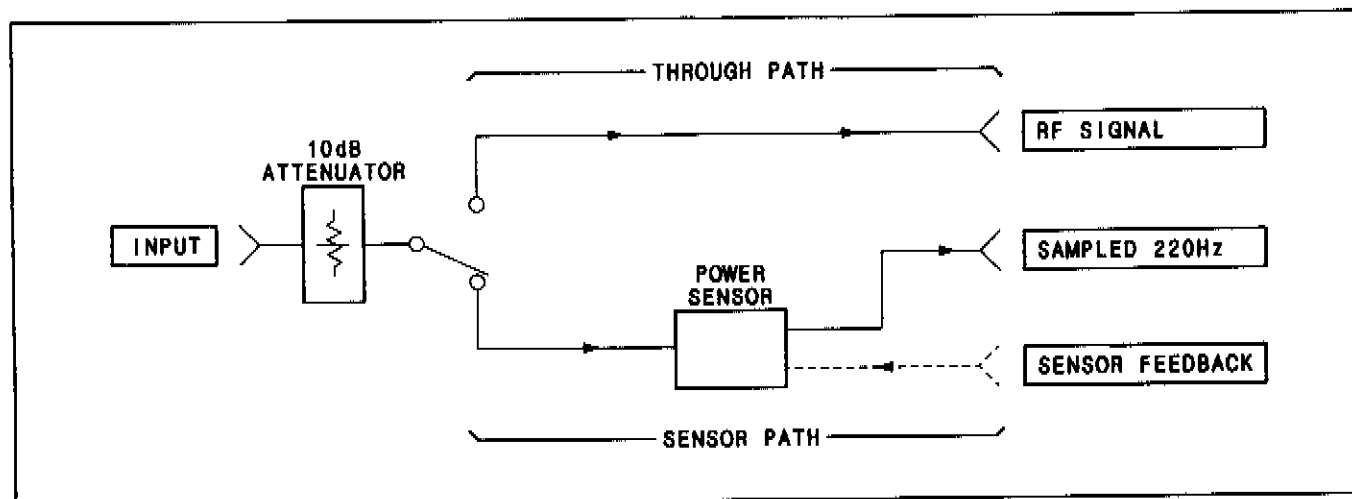 THROUGH PATH
RF SIGNAL
10dB
ATTENUATOR
INPUT
SAMPLED 220Hz
POWER
SENSOR
SENSOR FEEDBACK
SENSOR PATH